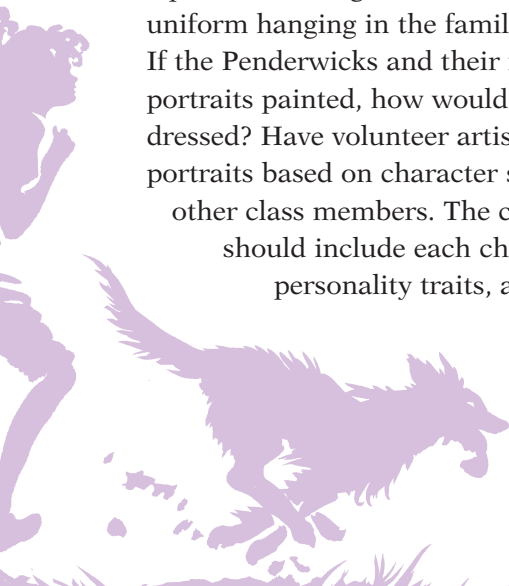 uniform hanging in the famil
If the Penderwicks and their
portraits painted, how would
dressed? Have volunteer artis
portraits based on character s
other class members. The c
should include each ch
personality traits, a